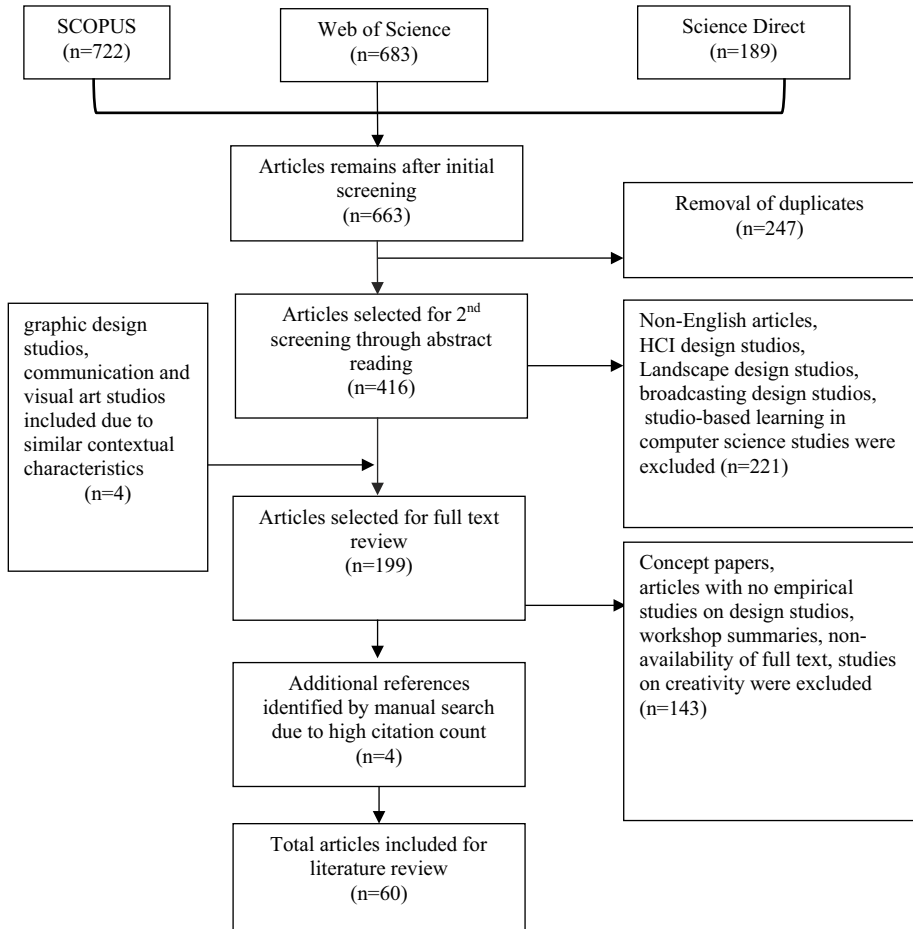 SCOPUS
(n=722)
Web of Science
(n=683)
Science Direct
(n=189)
Articles remains after initial
screening
(n=663)
Removal of duplicates
(n=247)
Articles selected for 2nd
screening through abstract
reading
(n=416)
Non-English articles,
HCI design studios,
Landscape design studios,
broadcasting design studios,
studio-based learning in
computer science studies were
excluded (n=221)
graphic design
studios,
communication and
visual art studios
included due to
similar contextual
characteristics
(n=4)
Articles selected for full text
review
(n=199)
Concept papers,
articles with no empirical
studies on design studios,
workshop summaries, non-
availability of full text, studies
on creativity were excluded
(n=143)
Additional references
identified by manual search
due to high citation count
(n=4)
Total articles included for
literature review
(n=60)